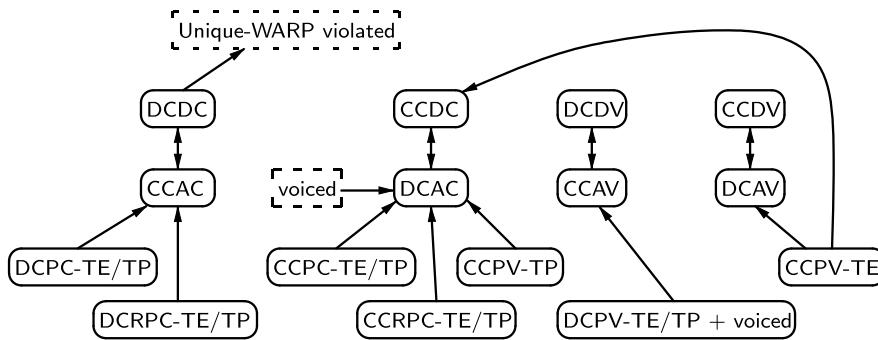 Unique-WARP violated
DCDC
CCDC
DCDV
CCDV
CCAC
voiced
DCAC
CCAV
DCAV
DCPC-TE/TP
CCPC-TE/TP
CCPV-TP
CCPV-TE
DCRPC-TE/TP
CCRPC-TE/TP
DCPV-TE/TP + voiced